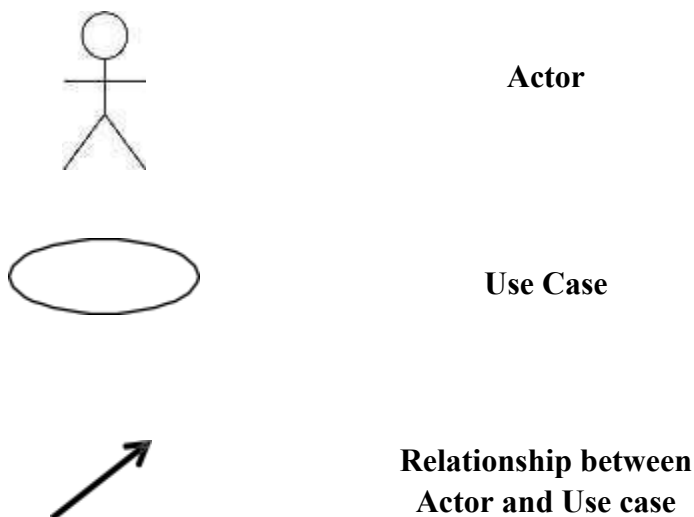 Actor
Use Case
Relationship between
Actor and Use case